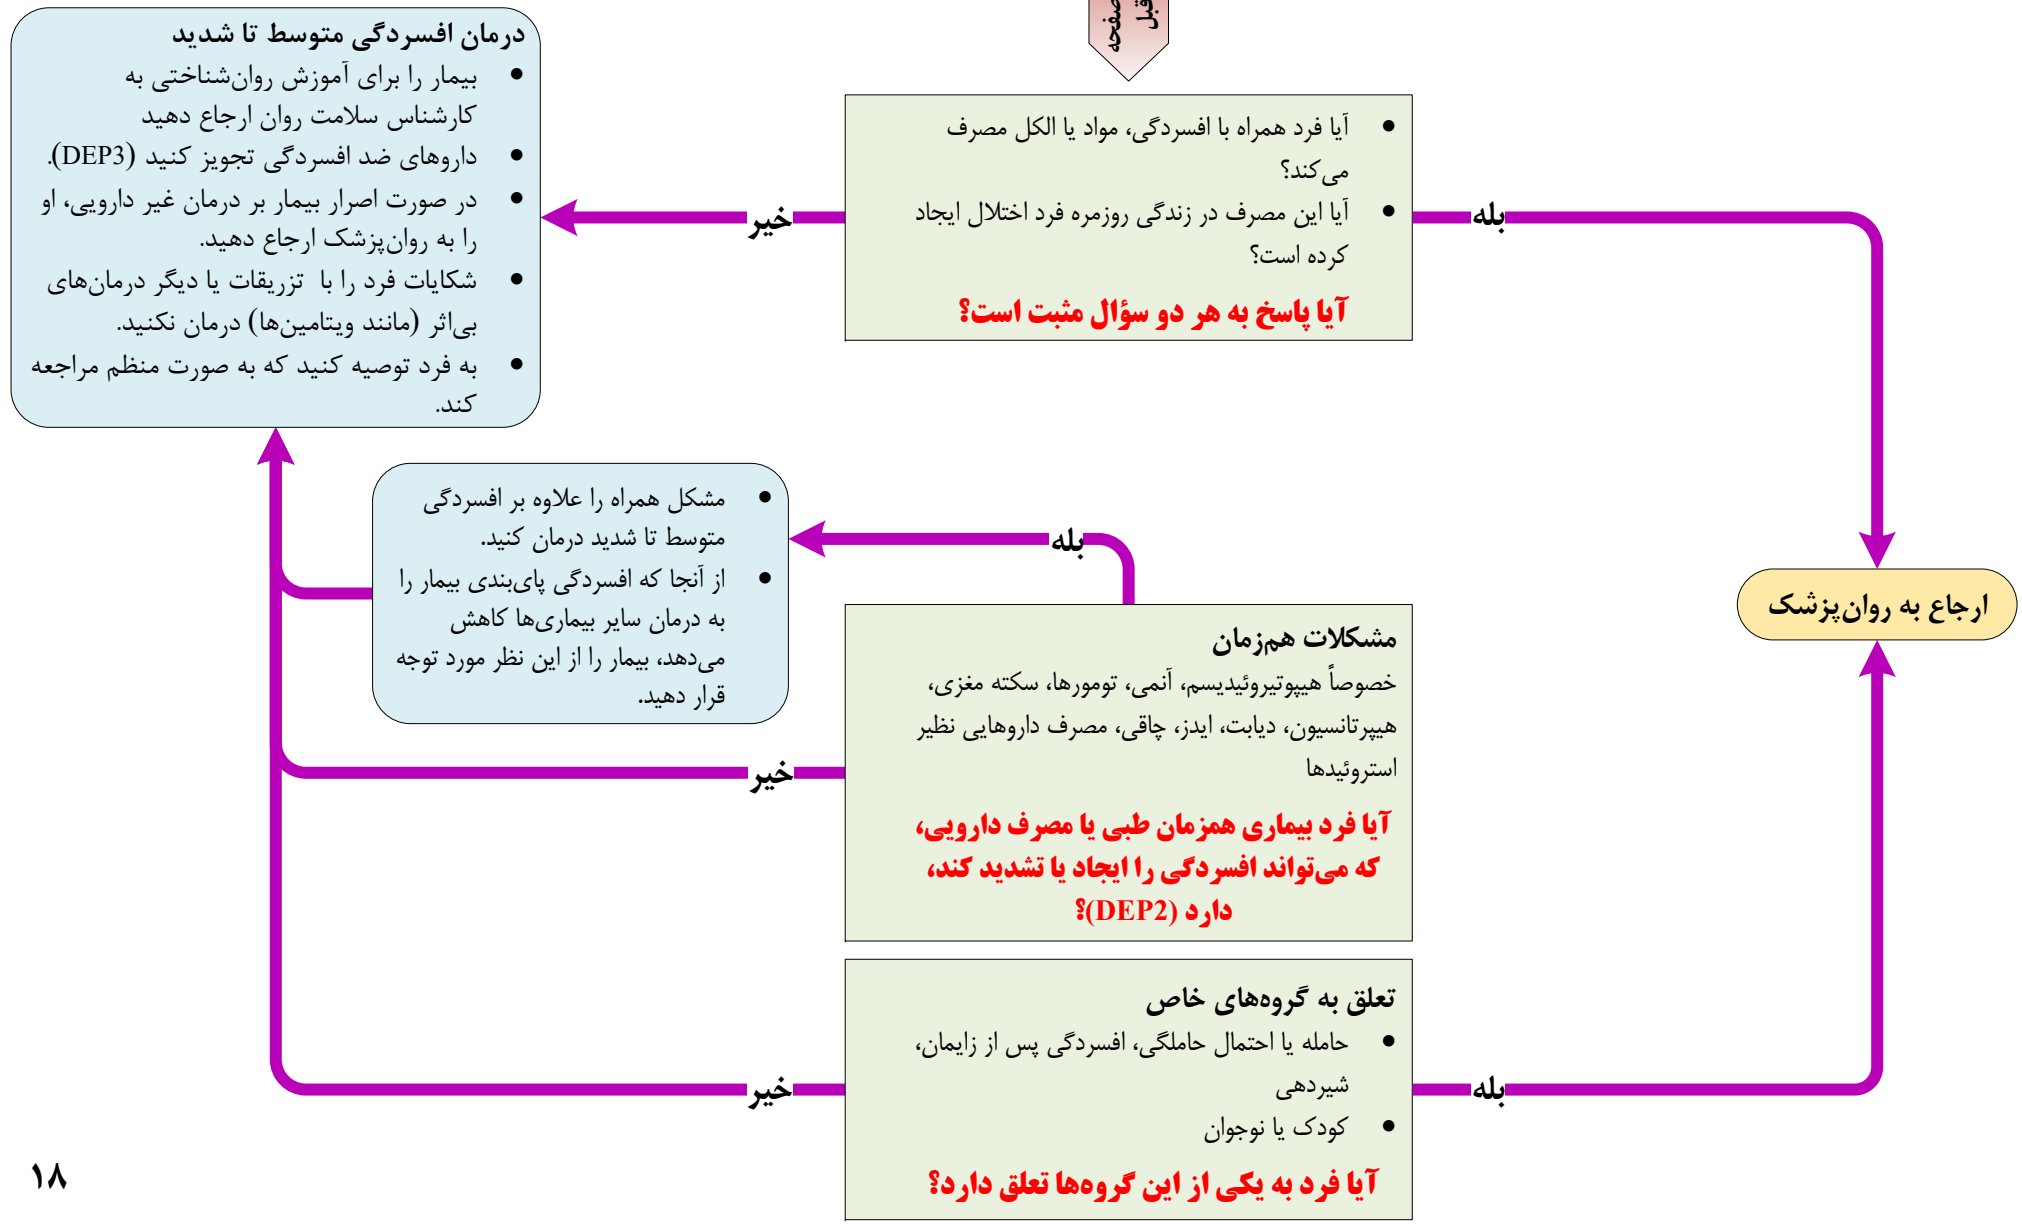 صفحه
قبل
آیا فرد همراه با افسردگی، مواد یا الکل مصرف
می‌کند؟
آیا این مصرف در زندگی روزمره فرد اختلال ایجاد
کرده است؟
آیا پاسخ به هر دو سؤال مثبت است؟
بله
خیر
درمان افسردگی متوسط تا شدید
بیمار را برای آموزش روان‌شناختی به
کارشناس سلامت روان ارجاع دهید
داروهای ضد افسردگی تجویز کنید (DEP3).
در صورت اصرار بیمار بر درمان غیر دارویی، او
را به روان‌پزشک ارجاع دهید.
شکایات فرد را با تزریقات یا دیگر درمان‌های
بی‌اثر (مانند ویتامین‌ها) درمان نکنید.
به فرد توصیه کنید که به صورت منظم مراجعه
کند.
ارجاع به روان‌پزشک
بله
مشکل همراه را علاوه بر افسردگی
متوسط تا شدید درمان کنید.
از آنجا که افسردگی پای‌بندی بیمار را
به درمان سایر بیماری‌ها کاهش
می‌دهد، بیمار را از این نظر مورد توجه
قرار دهید.
مشکلات هم‌زمان
خصوصاً هیپوتیروئیدیسم، آنمی، تومورها، سکته مغزی،
هیپرتانسیون، دیابت، ایدز، چاقی، مصرف داروهایی نظیر
استروئیدها
آیا فرد بیماری همزمان طبی یا مصرف دارویی،
که می‌تواند افسردگی را ایجاد یا تشدید کند،
دارد (DEP2)؟
خیر
تعلق به گروه‌های خاص
حامله یا احتمال حاملگی، افسردگی پس از زایمان،
شیردهی
کودک یا نوجوان
آیا فرد به یکی از این گروه‌ها تعلق دارد؟
بله
خیر
۱۸